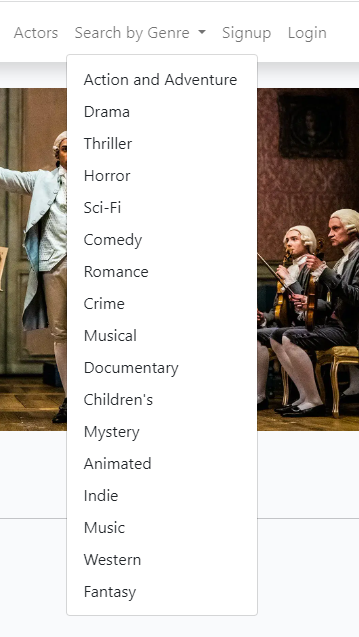 Actors Search by Genre Signup Login
Action and Adventure
Drama
Thriller
Horror
Sci-Fi
Comedy
Romance
Crime
Musical
Documentary
Children's
Mystery
Animated
Indie
Music
Western
Fantasy